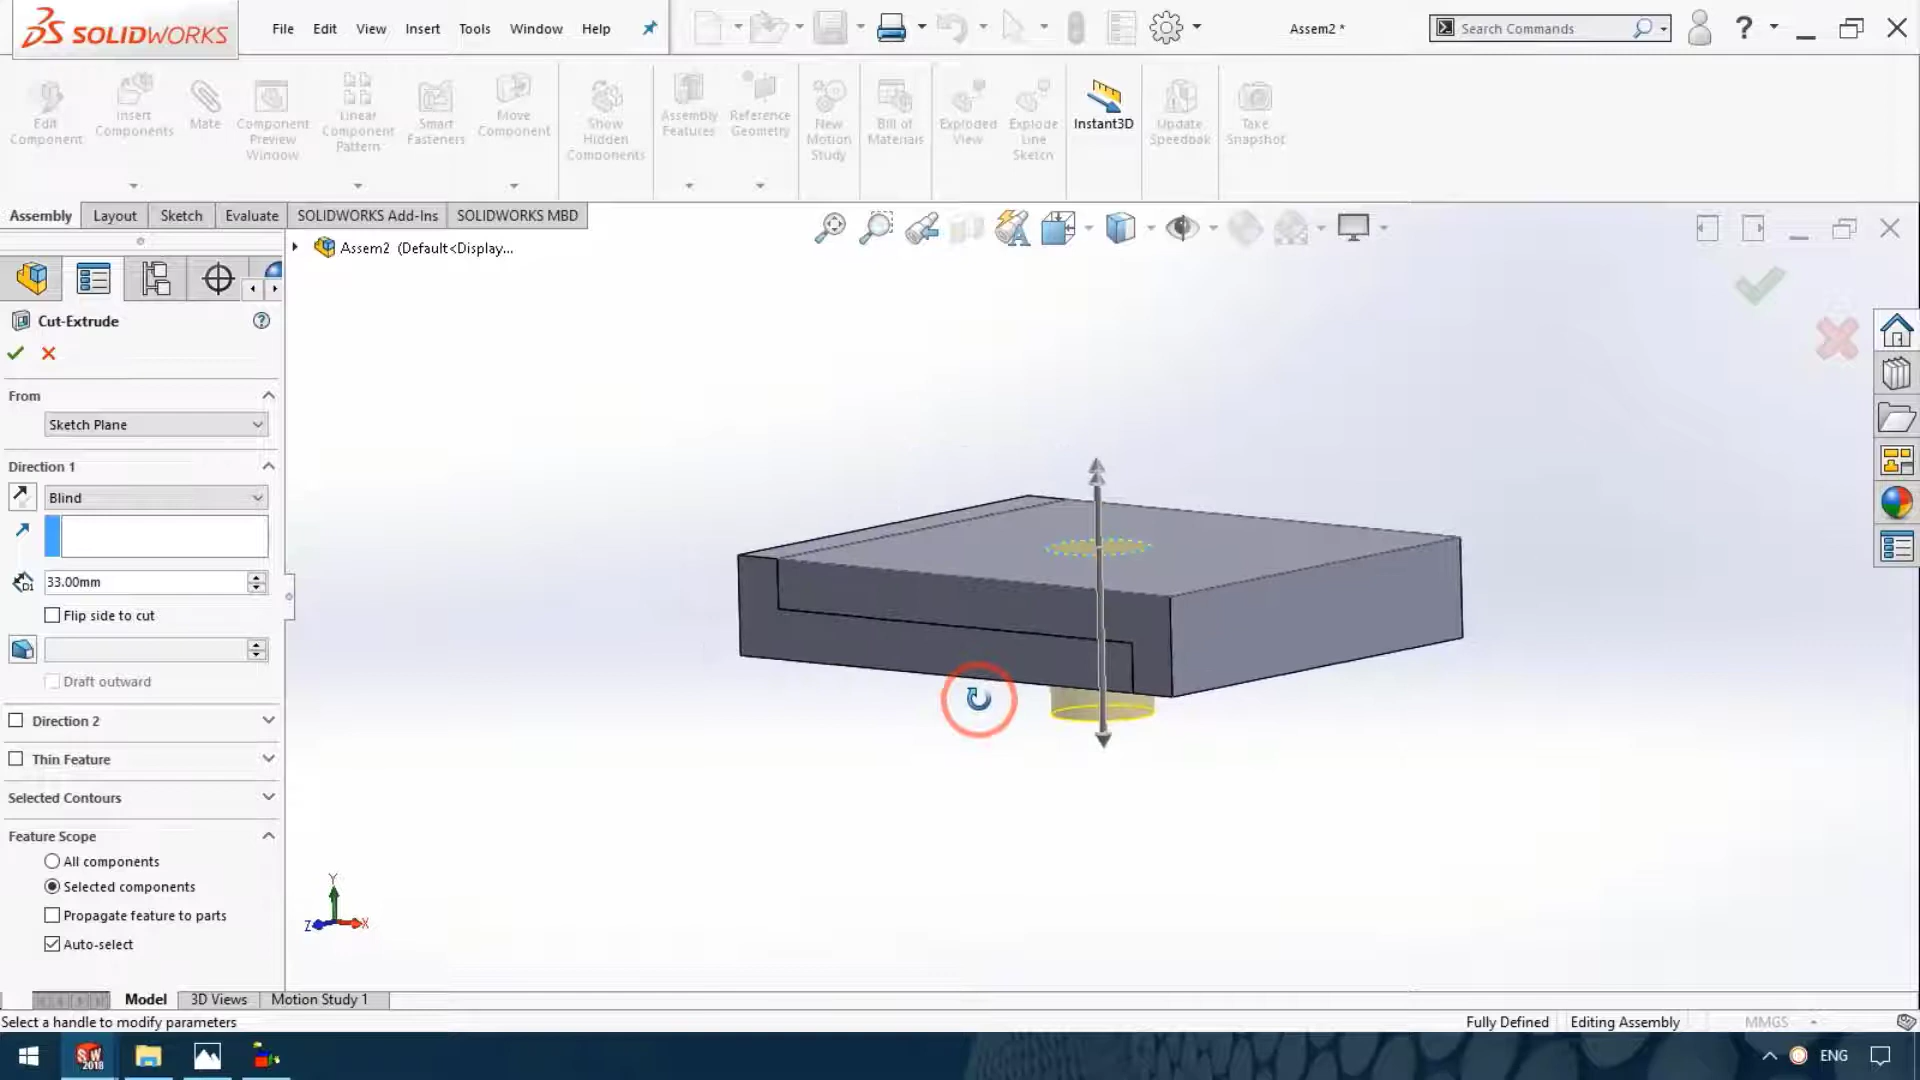 SOLIDWORKS
File Edit View Insert Tools Window Help
Assem2 *
Search Commands
?
Edit Component
Insert Components
Mate
Component Preview Window
Linear Component Pattern
Smart Fasteners
Move Component
Show Hidden Components
Assembly Features
Reference Geometry
New Motion Study
Bill of Materials
Exploded View
Explode Line Sketch
Instant3D
Update Speedpak
Take Snapshot
Assembly Layout Sketch Evaluate SOLIDWORKS Add-Ins SOLIDWORKS MBD
Assem2 (Default<Display...
Cut-Extrude
From
Sketch Plane
Direction 1
Blind
D1
33.00mm
Flip side to cut
Draft outward
Direction 2
Thin Feature
Selected Contours
Feature Scope
All components
Selected components
Propagate feature to parts
Auto-select
Y
Z
X
Model 3D Views Motion Study 1
Select a handle to modify parameters
Fully Defined Editing Assembly MMGS
SW
2018
ENG